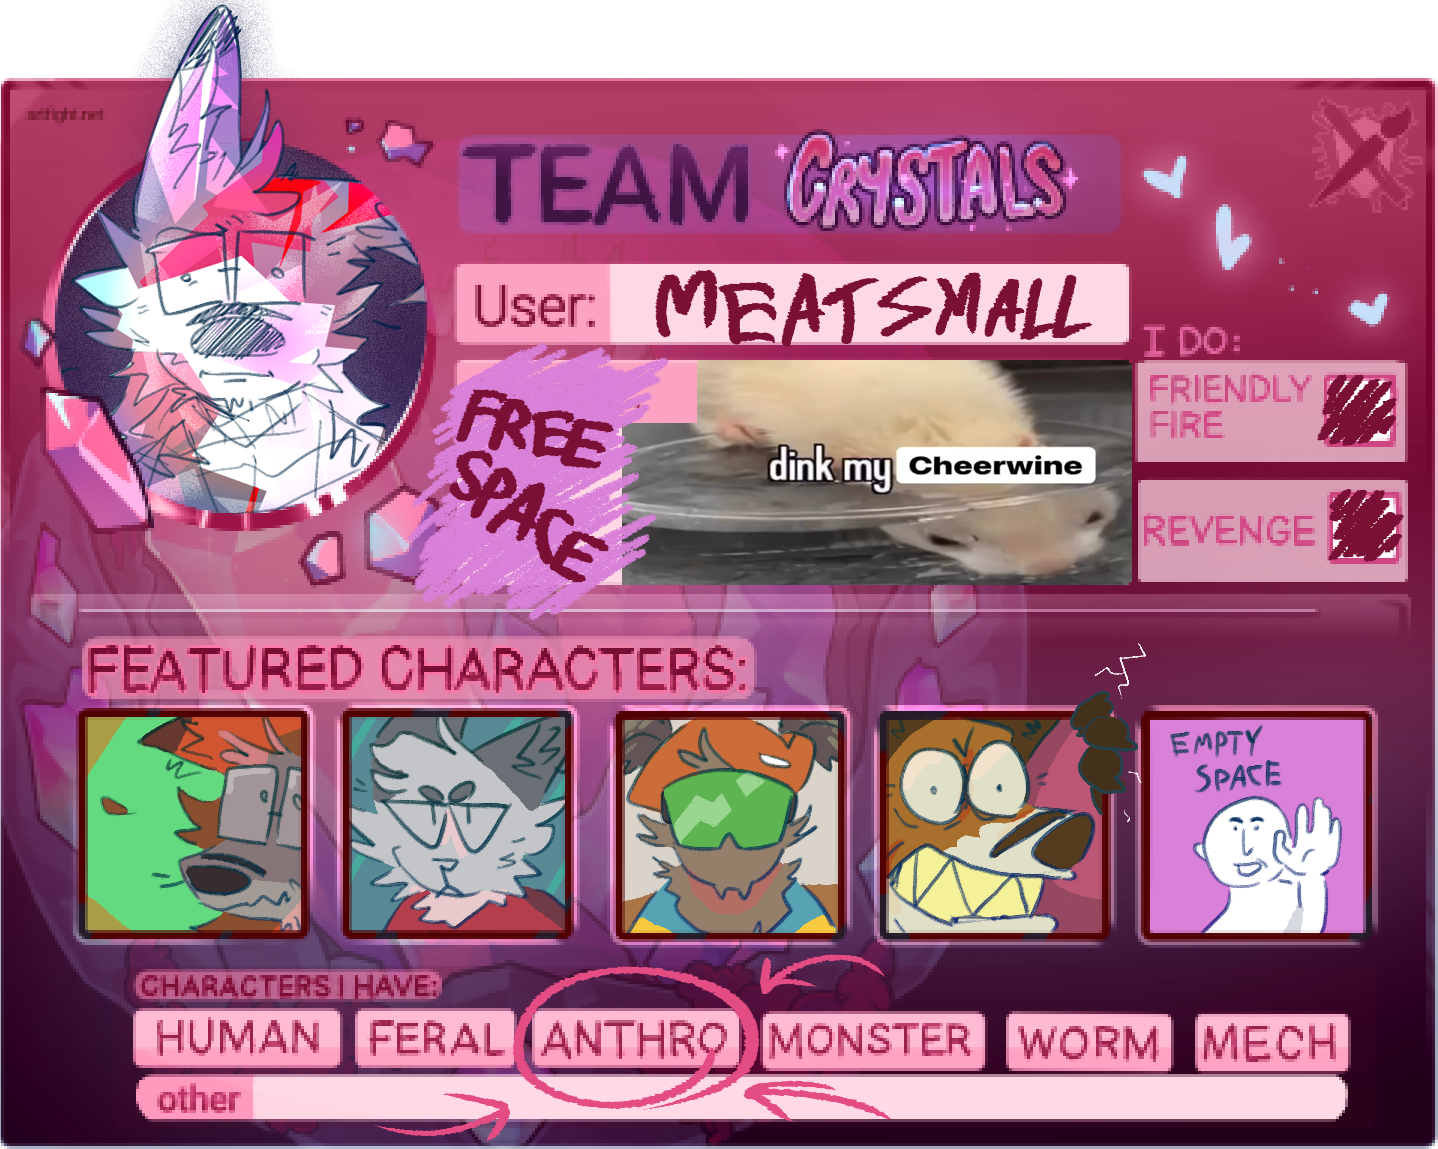 artfight.net
TEAM CRYSTALS
User: MEATSMALL
I DO:
FRIENDLY
FIRE
FREE
SPACE
dink my Cheerwine
REVENGE
FEATURED CHARACTERS:
EMPTY
SPACE
CHARACTERS I HAVE:
HUMAN FERAL ANTHRO MONSTER WORM MECH
other